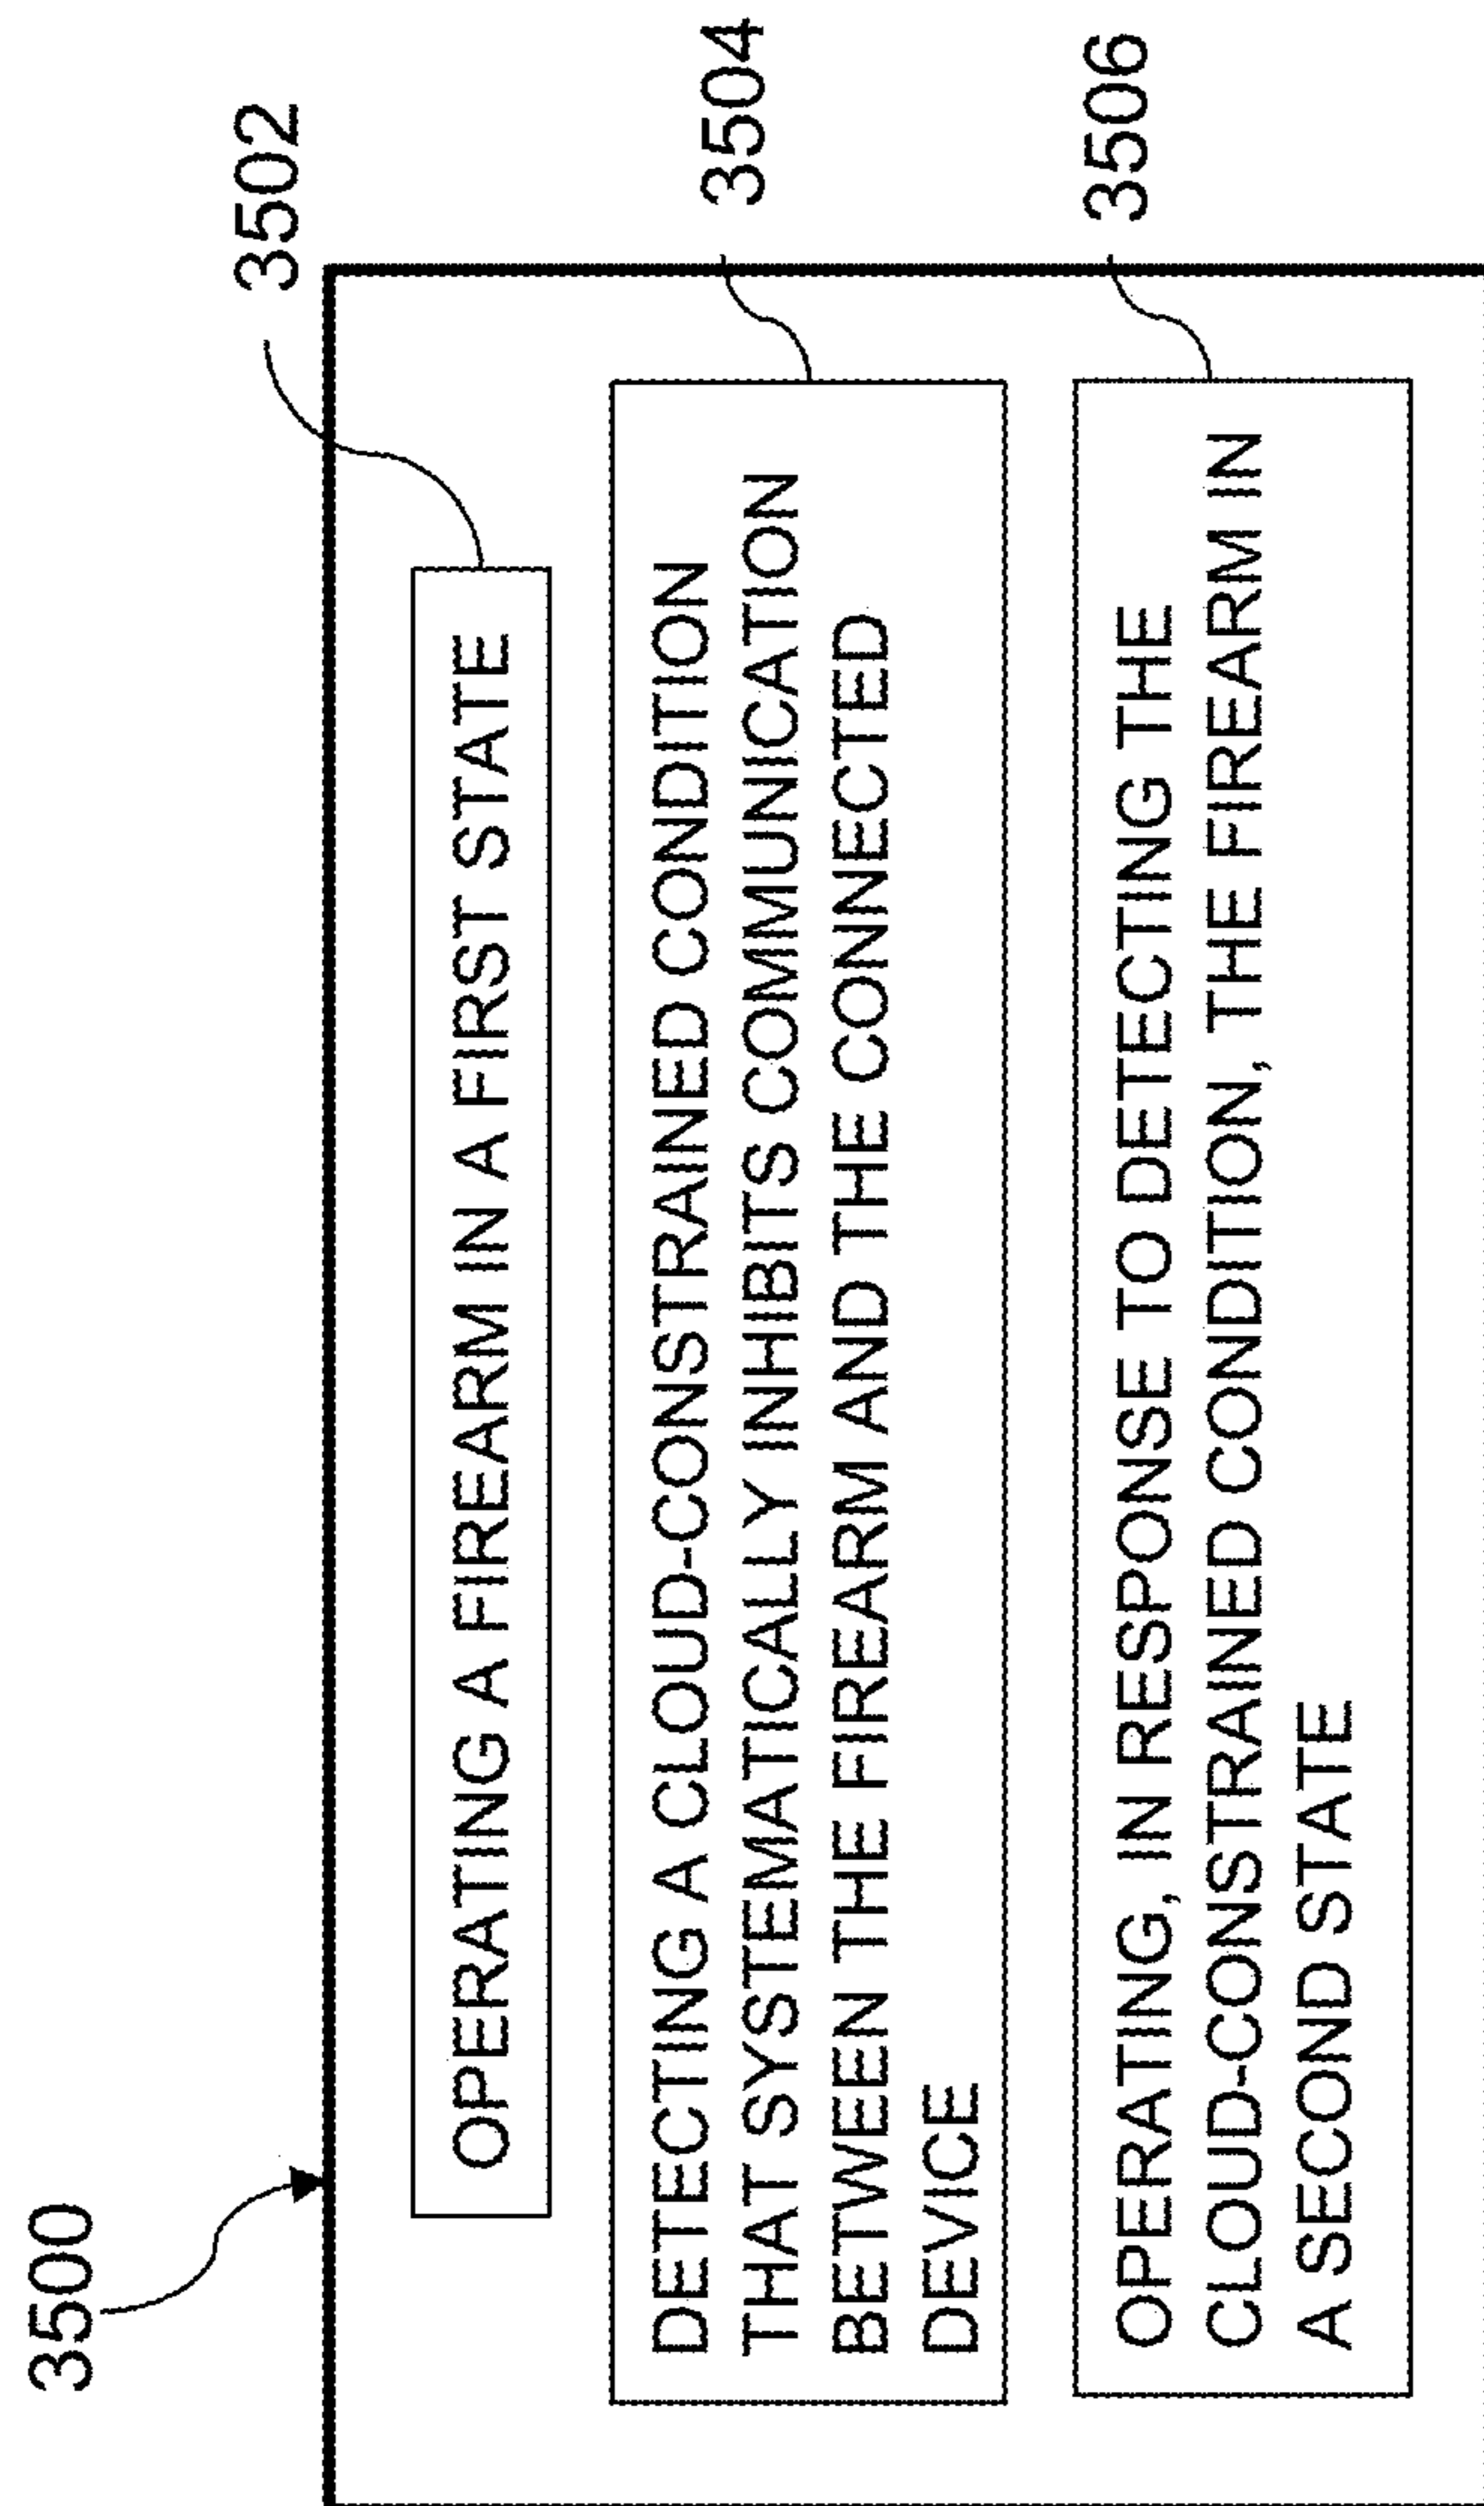 3500
3502
OPERATING A FIREARM IN A FIRST STATE
3504
DETECTING A CLOUD-CONSTRAINED CONDITION
THAT SYSTEMATICALLY INHIBITS COMMUNICATION
BETWEEN THE FIREARM AND THE CONNECTED
DEVICE
3506
OPERATING, IN RESPONSE TO DETECTING THE
CLOUD-CONSTRAINED CONDITION, THE FIREARM IN
A SECOND STATE